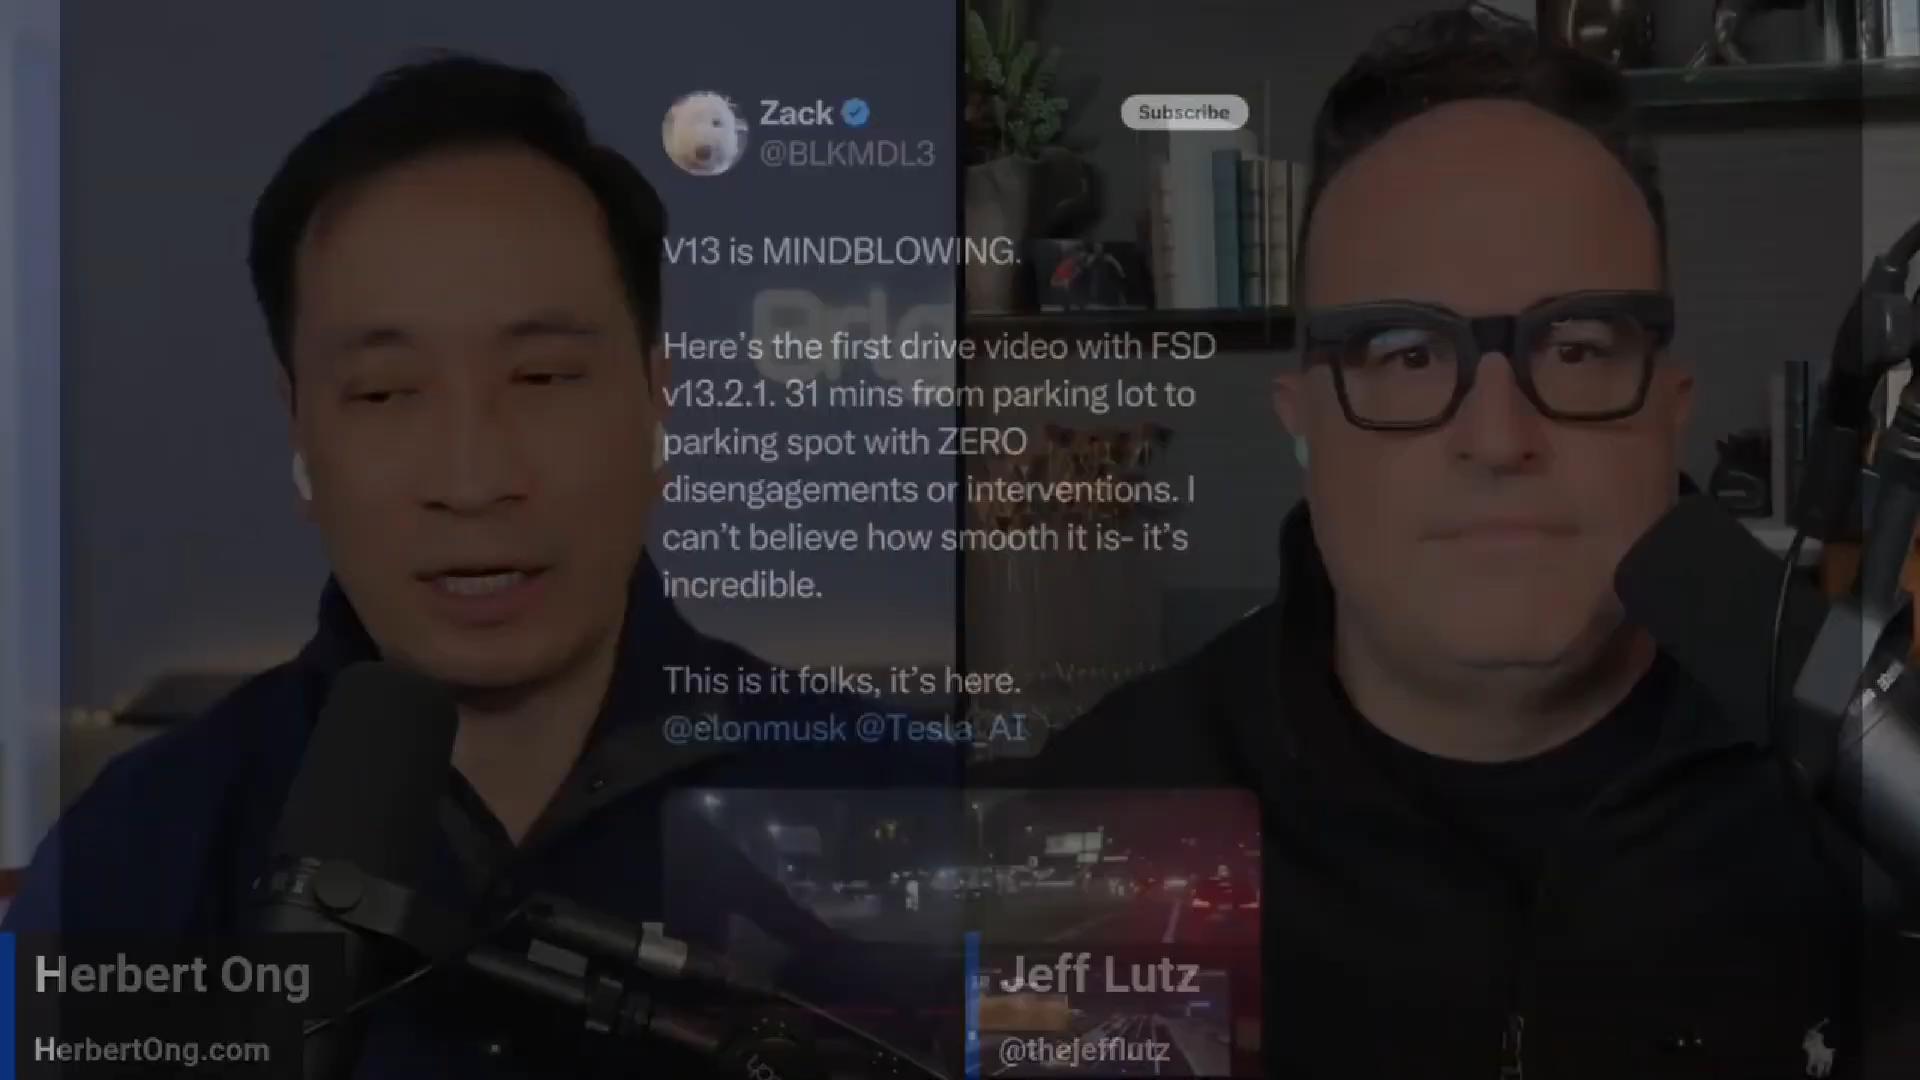 Zack
@BLKMDL3
Subscribe
V13 is MINDBLOWING.
Here's the first drive video with FSD
v13.2.1. 31 mins from parking lot to
parking spot with ZERO
disengagements or interventions. I
can't believe how smooth it is- it's
incredible.
This is it folks, it's here.
@elonmusk @Tesla_AI
Herbert Ong
HerbertOng.com
Jeff Lutz
@thejefflutz